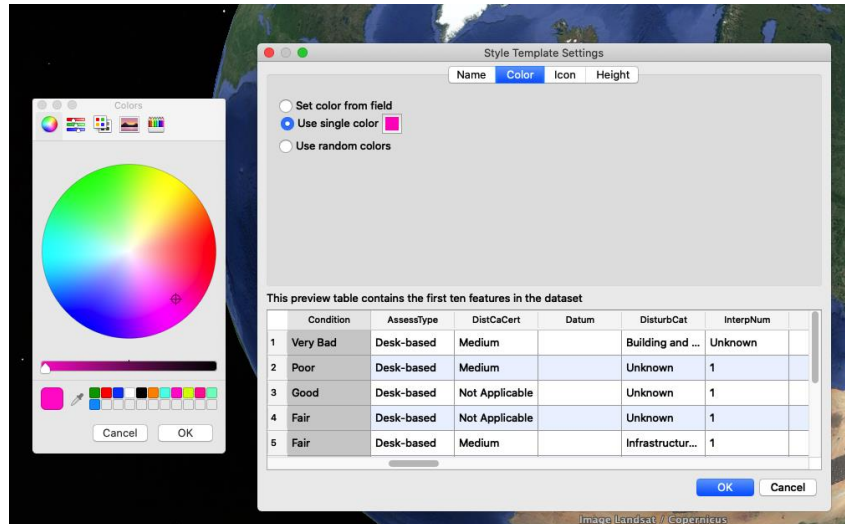 Style Template Settings
Name Color Icon Height
Colors
Set color from field
Use single color
Use random colors
This preview table contains the first ten features in the dataset
Condition AssessType DistCaCert Datum DisturbCat InterpNum
1 Very Bad Desk-based Medium Building and ... Unknown
2 Poor Desk-based Medium Unknown 1
3 Good Desk-based Not Applicable Unknown 1
4 Fair Desk-based Not Applicable Unknown 1
5 Fair Desk-based Medium Infrastructur... 1
Cancel OK
OK Cancel
Image Landsat / Copernicus